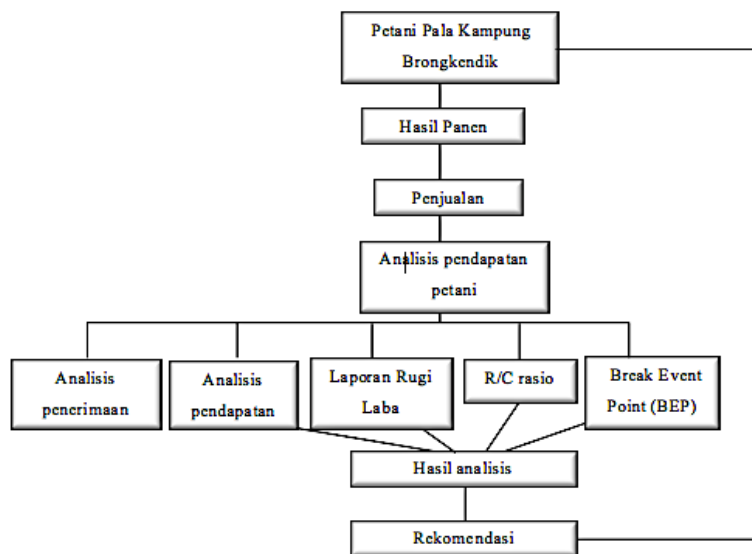 Petani Pala Kampung
Brongkendik
Hasil Panen
Penjualan
Analisis pendapatan
petani
Analisis
penerimaan
Analisis
pendapatan
Laporan Rugi
Laba
R/C rasio
Break Event
Point (BEP)
Hasil analisis
Rekomendasi